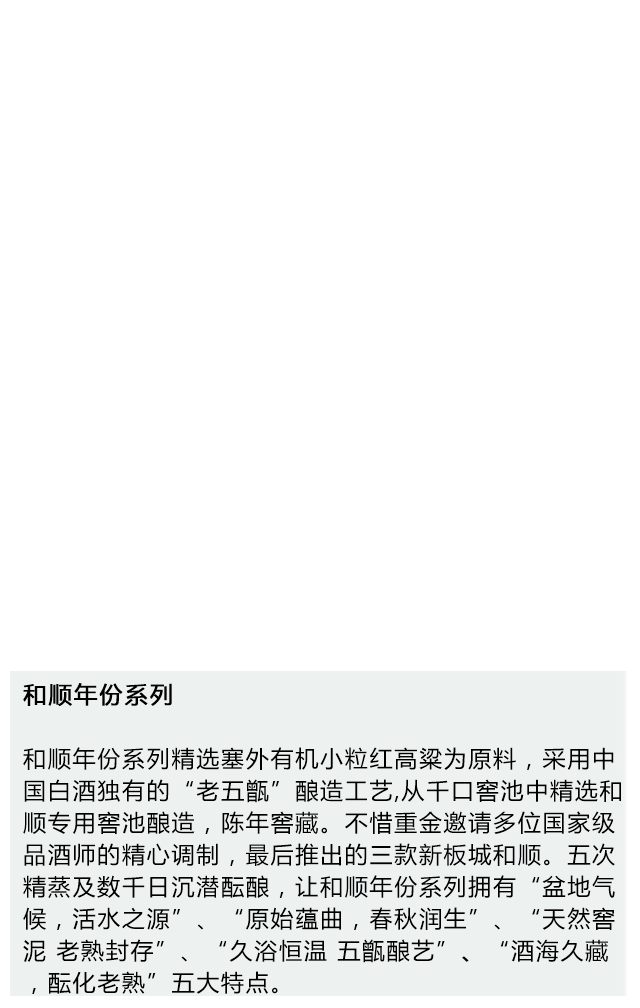 和顺年份系列
和顺年份系列精选塞外有机小粒红高粱为原料，采用中
国白酒独有的“老五甑”酿造工艺,从千口窖池中精选和
顺专用窖池酿造，陈年窖藏。不惜重金邀请多位国家级
品酒师的精心调制，最后推出的三款新板城和顺。五次
精蒸及数千日沉潜酝酿，让和顺年份系列拥有“盆地气
候，活水之源”、“原始蕴曲，春秋润生”、“天然窖
泥 老熟封存”、“久浴恒温 五甑酿艺”、“酒海久藏
，酝化老熟”五大特点。